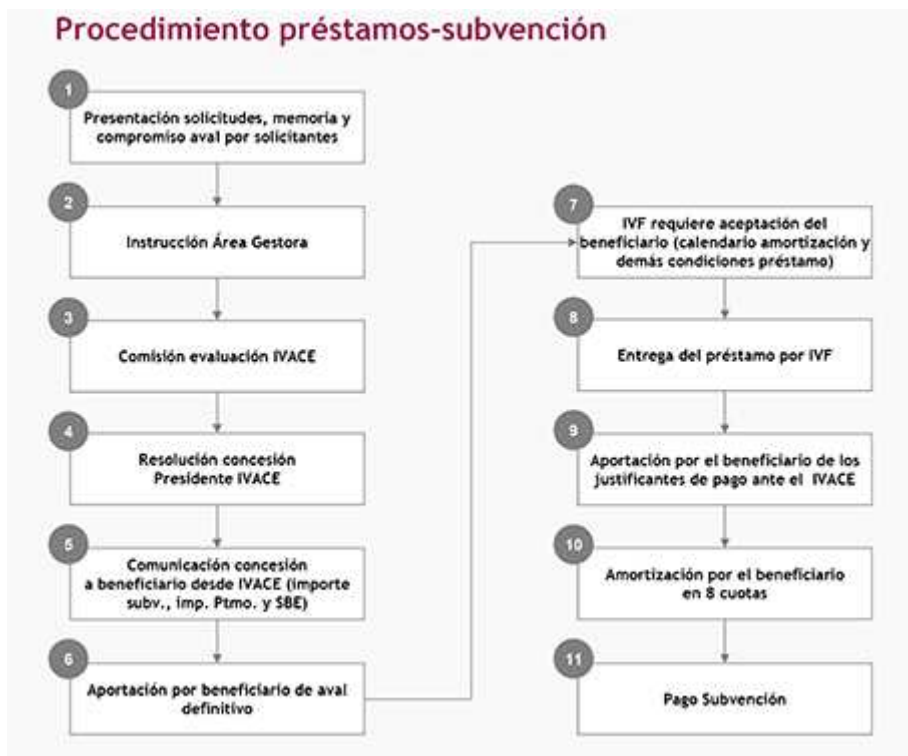 Procedimiento préstamos-subvención
1
Presentación solicitudes, memoria y
compromiso aval por solicitantes
2
Instrucción Área Gestora
3
Comisión evaluación IVACE
4
Resolución concesión
Presidente IVACE
5
Comunicación concesión
a beneficiario desde IVACE (importe
subv., imp. Ptmo. y SBE)
6
Aportación por beneficiario de aval
definitivo
7
IVF requiere aceptación del
beneficiario (calendario amortización y
demás condiciones préstamo)
8
Entrega del préstamo por IVF
9
Aportación por el beneficiario de los
justificantes de pago ante el IVACE
10
Amortización por el beneficiario
en 8 cuotas
11
Pago Subvención